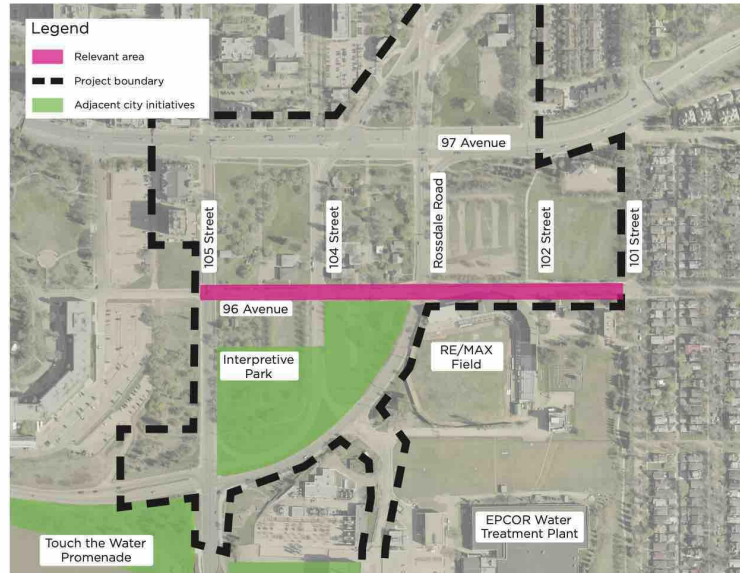 Legend
Relevant area
Project boundary
Adjacent city initiatives
97 Avenue
105 Street
104 Street
Rossdale Road
102 Street
101 Street
96 Avenue
Interpretive
Park
RE/MAX
Field
Touch the Water
Promenade
EPCOR Water
Treatment Plant